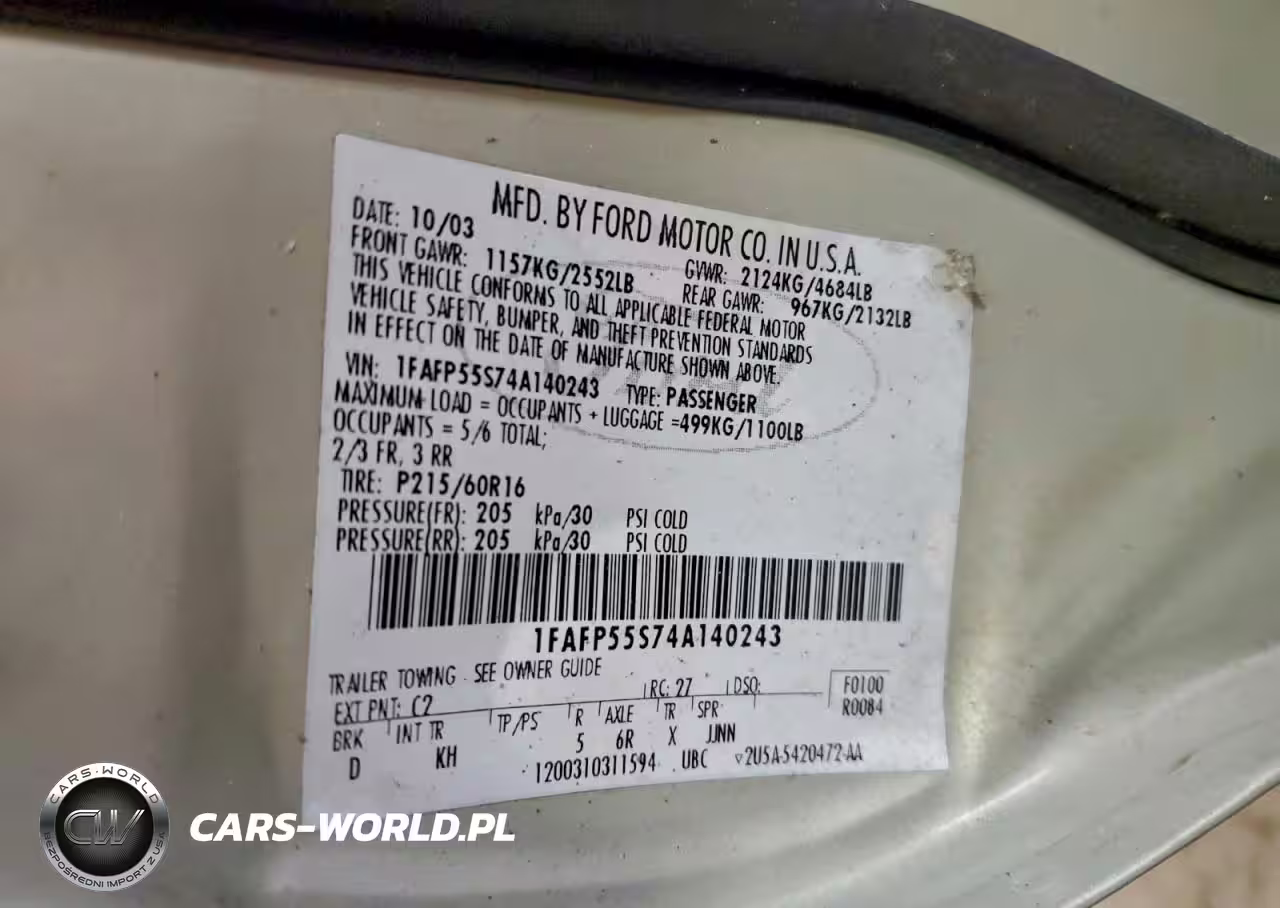 MFD. BY FORD MOTOR CO. IN U.S.A.
DATE: 10/03 GVWR: 2124KG/4684LB
FRONT GAWR: 1157KG/2552LB REAR GAWR: 967KG/2132LB
THIS VEHICLE CONFORMS TO ALL APPLICABLE FEDERAL MOTOR
VEHICLE SAFETY, BUMPER, AND THEFT PREVENTION STANDARDS
IN EFFECT ON THE DATE OF MANUFACTURE SHOWN ABOVE.
VIN: 1FAFP55S74A140243 TYPE: PASSENGER
MAXIMUM LOAD = OCCUPANTS + LUGGAGE =499KG/1100LB
OCCUPANTS = 5/6 TOTAL;
2/3 FR, 3 RR
TIRE: P215/60R16
PRESSURE(FR): 205 kPa/30 PSI COLD
PRESSURE(RR): 205 kPa/30 PSI COLD
1FAFP55S74A140243
TRAILER TOWING - SEE OWNER GUIDE
EXT PNT: C2 RC: 27 DSO: F0100
R0084
BRK INT TR TP/PS R AXLE TR SPR
D KH 5 6R X JJNN
1200310311594 UBC 2U5A-5420472-AA
CARS-WORLD
CW
BEZPOŚREDNI IMPORT Z USA
CARS-WORLD.PL